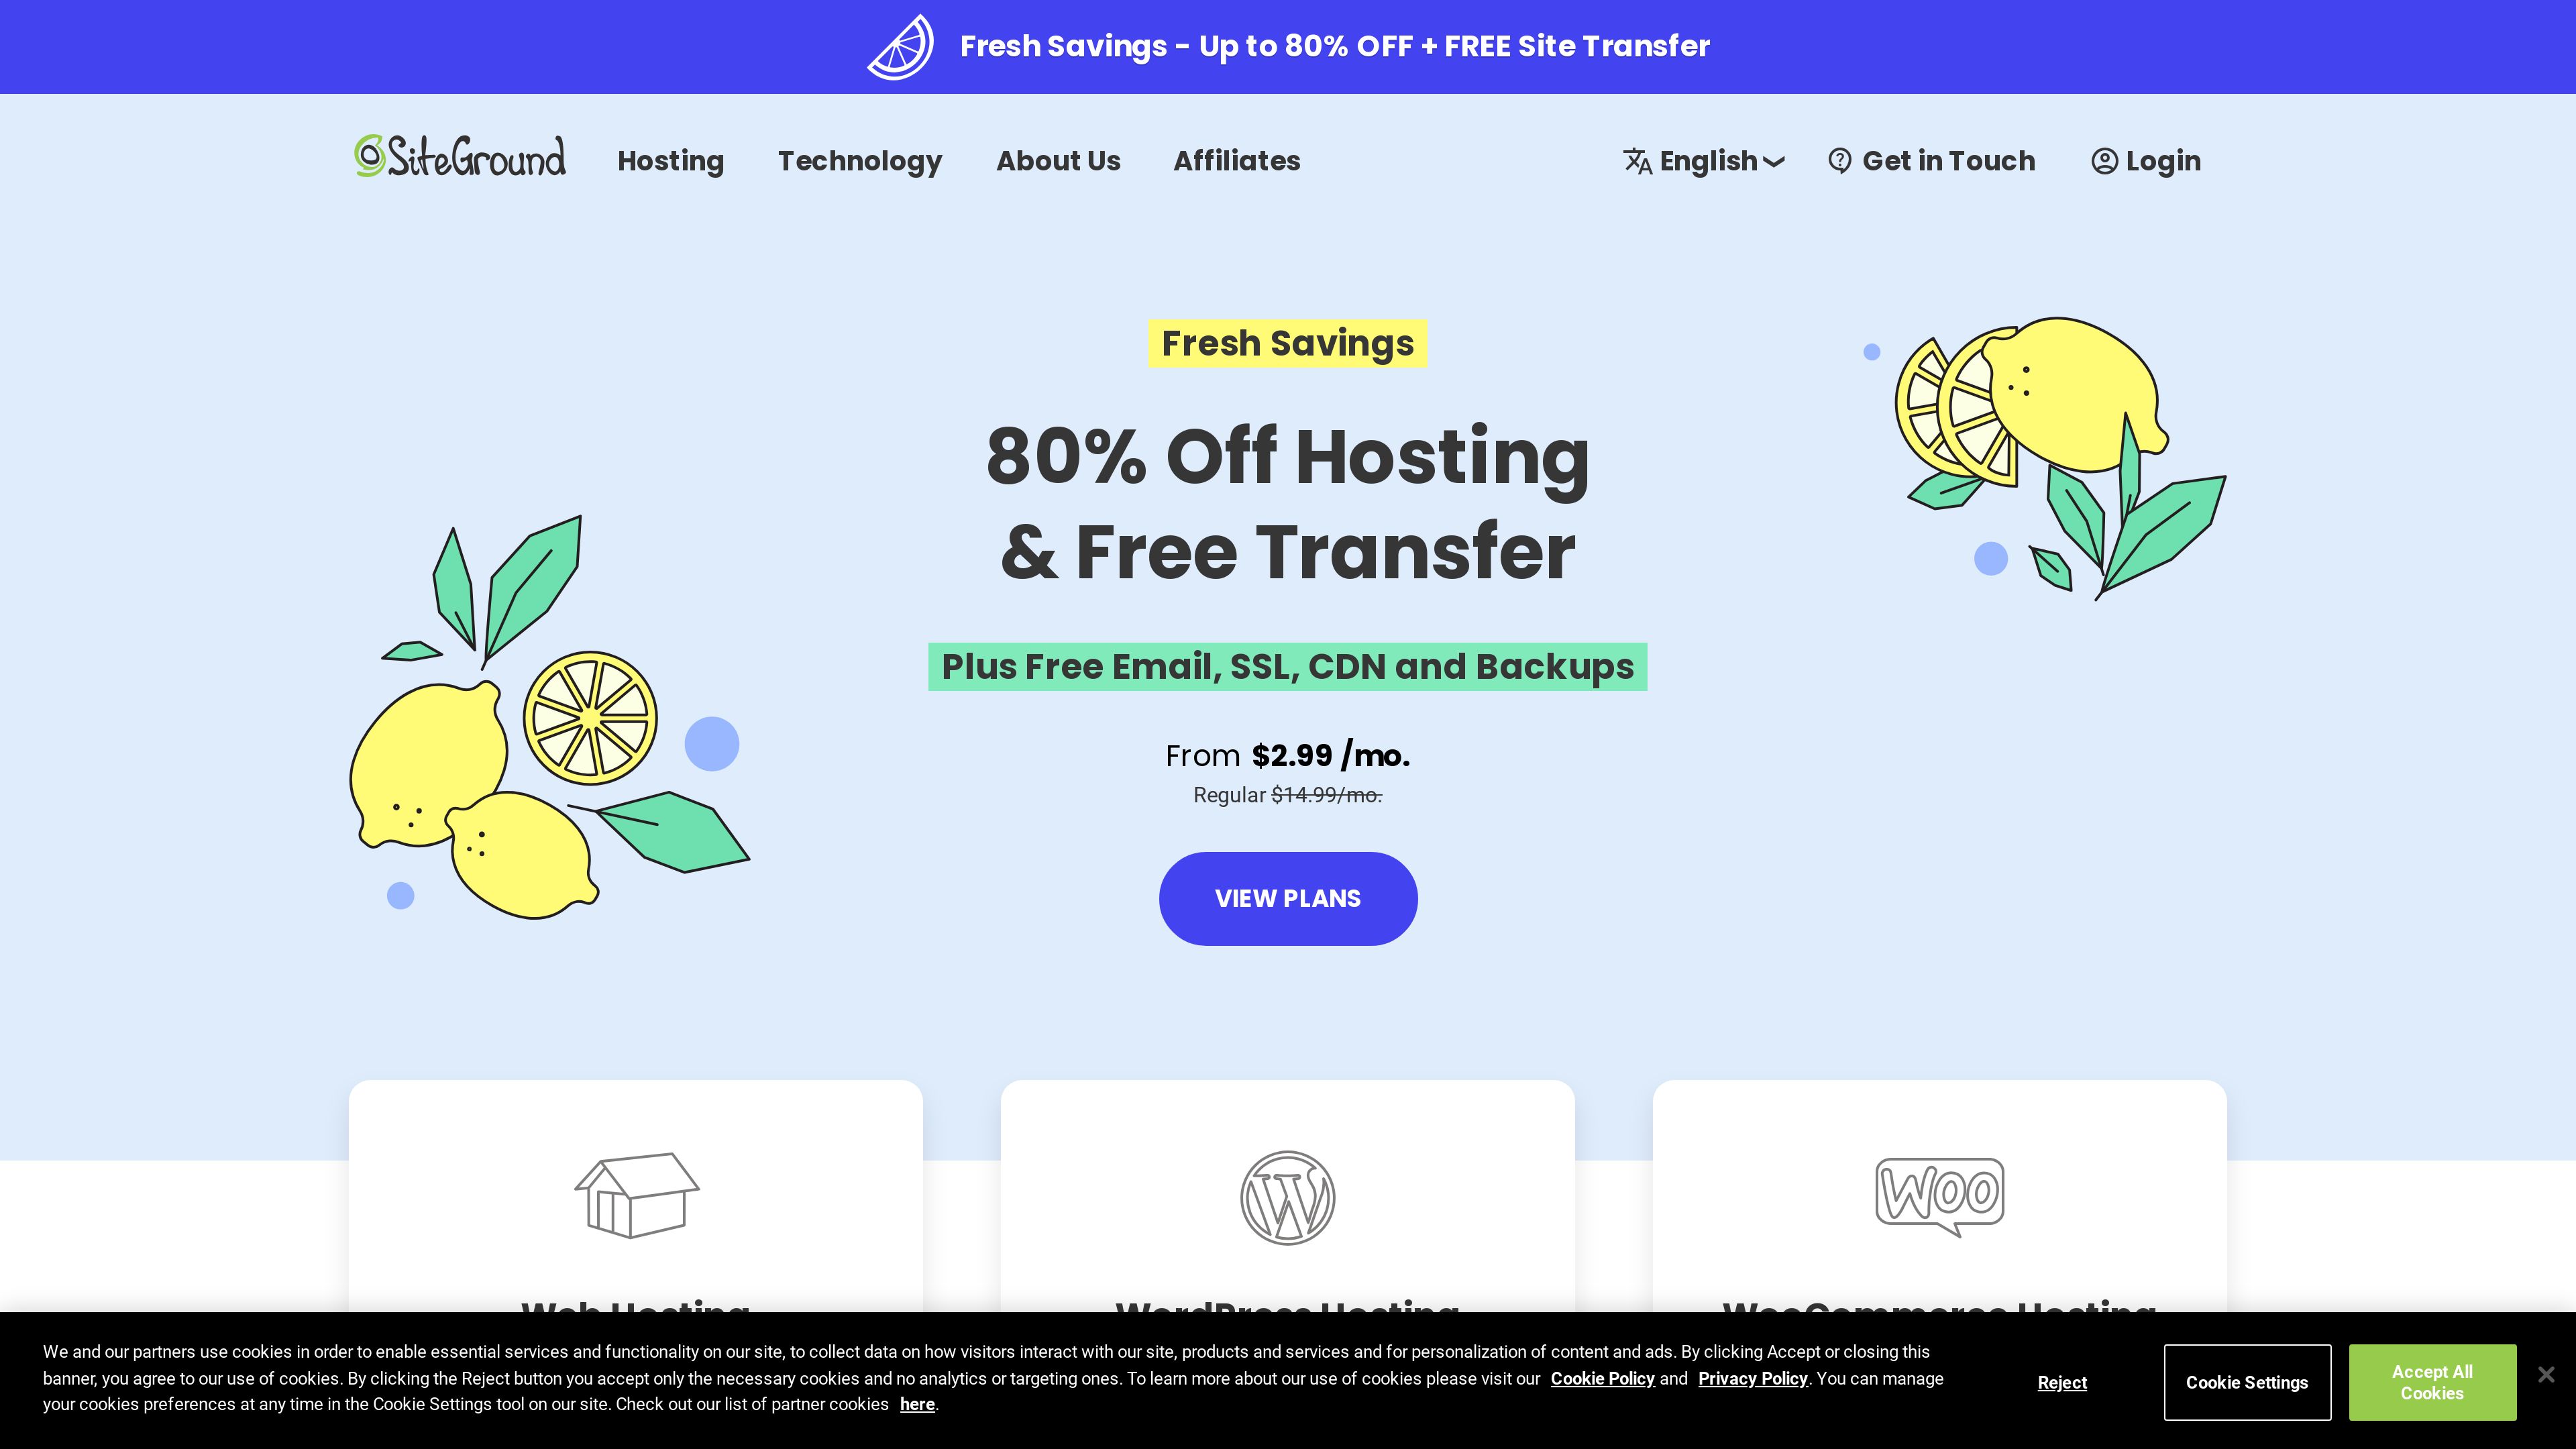 Fresh Savings - Up to 80% OFF + FREE Site Transfer
SiteGround
Hosting
Technology
About Us
Affiliates
English
Get in Touch
Login
Fresh Savings
80% Off Hosting
& Free Transfer
Plus Free Email, SSL, CDN and Backups
From $2.99 /mo.
Regular $14.99/mo.
VIEW PLANS
Woo
Web Hosting
WordPress Hosting
WooCommerce Hosting
We and our partners use cookies in order to enable essential services and functionality on our site, to collect data on how visitors interact with our site, products and services and for personalization of content and ads. By clicking Accept or closing this
banner, you agree to our use of cookies. By clicking the Reject button you accept only the necessary cookies and no analytics or targeting ones. To learn more about our use of cookies please visit our Cookie Policy and Privacy Policy. You can manage
your cookies preferences at any time in the Cookie Settings tool on our site. Check out our list of partner cookies here.
Reject
Cookie Settings
Accept All
Cookies